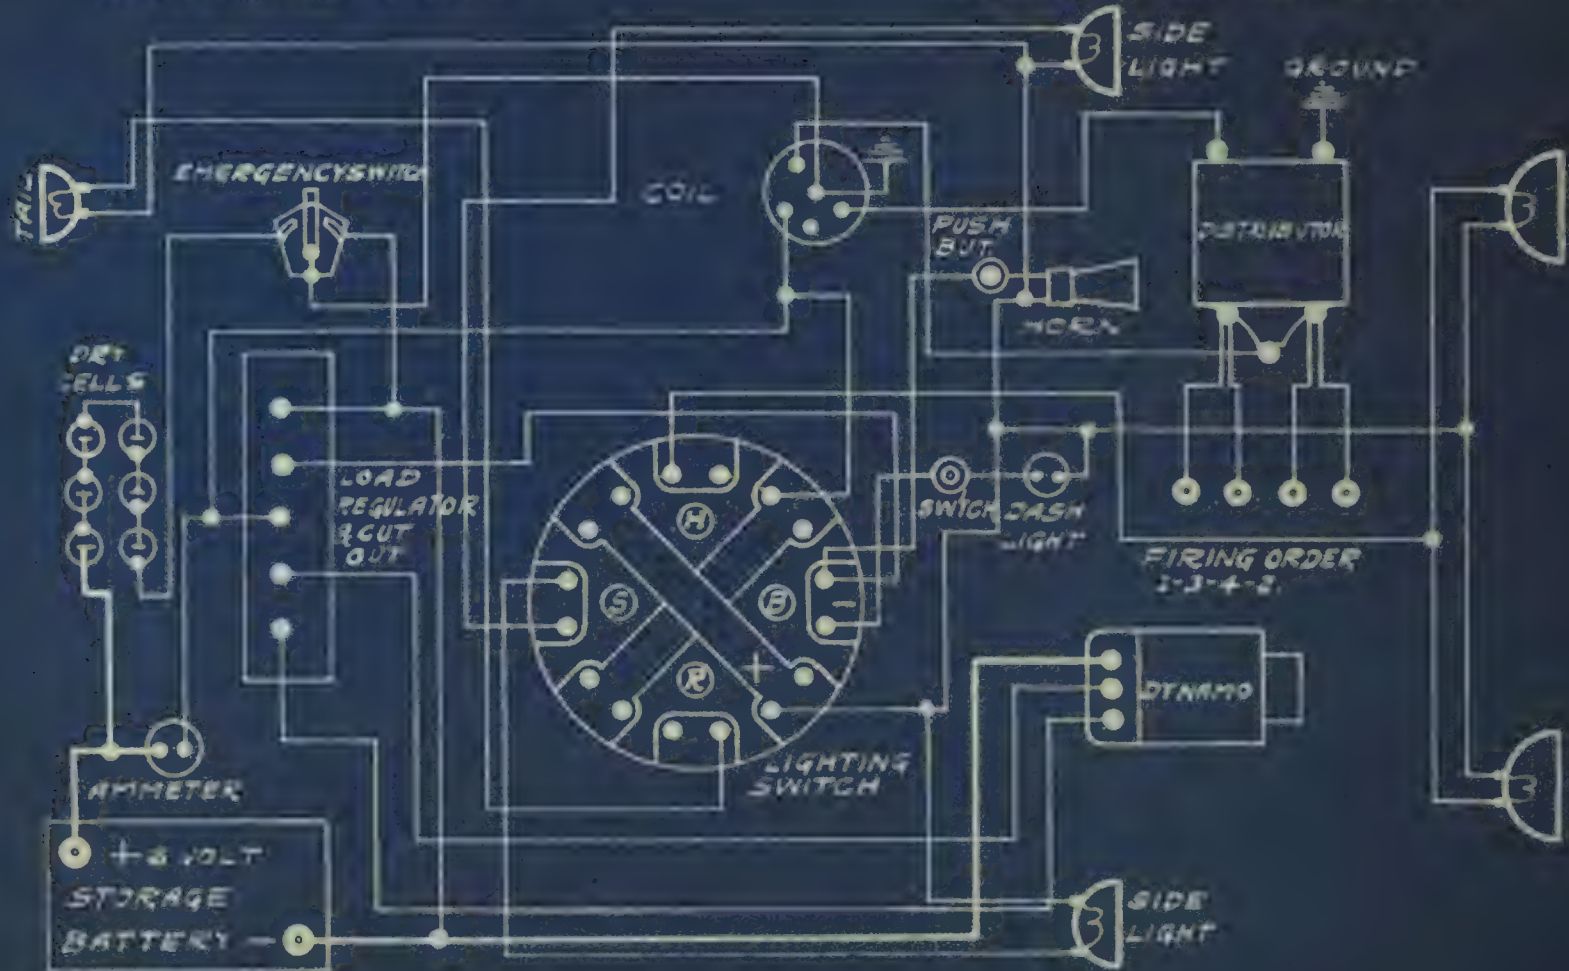 SIDE
LIGHT
GROUND
TAIL
EMERGENCY SWITCH
COIL
PUSH
BUT.
DISTRIBUTOR
HORN
DRY
CELLS
LOAD
REGULATOR
& CUT
OUT
H
S
B
R
-
+
SWTCH
DASH
LIGHT
FIRING ORDER
1-3-4-2.
DYNAMO
LIGHTING
SWITCH
AMMETER
+ 6 VOLT
STORAGE
BATTERY -
SIDE
LIGHT